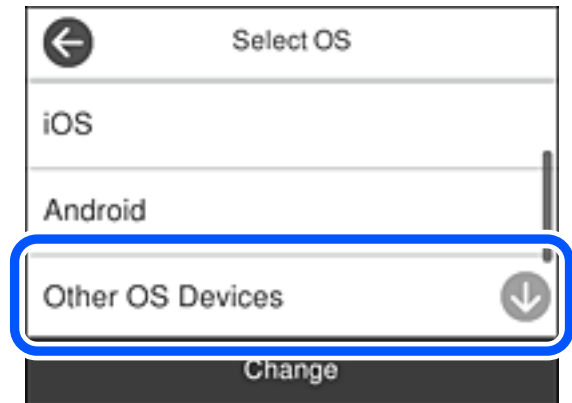 Select OS
iOS
Android
Other OS Devices
Change